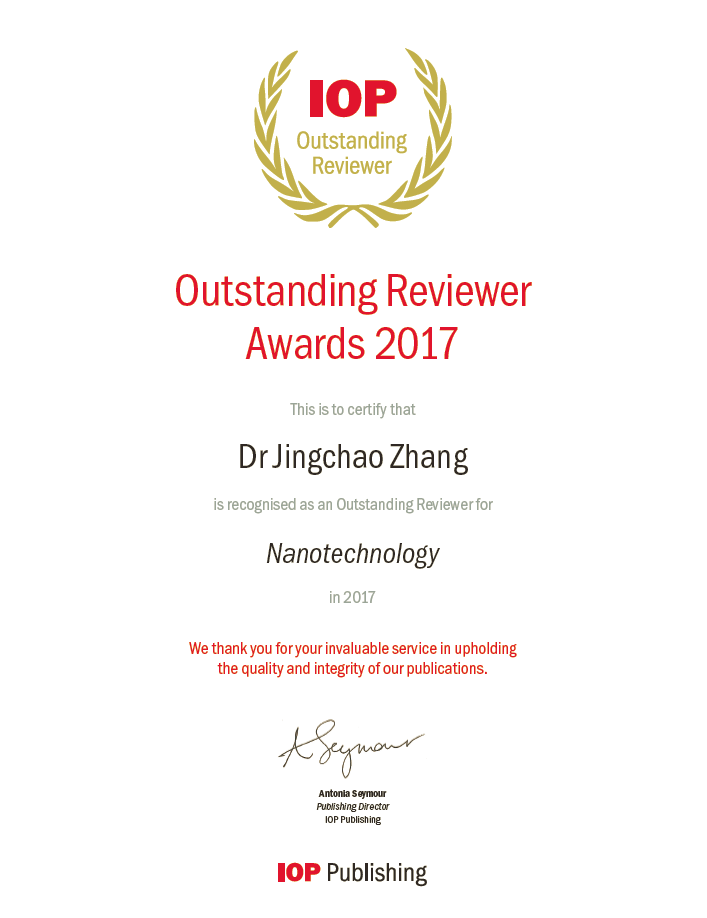 IOP
Outstanding
Reviewer
Outstanding Reviewer
Awards 2017
This is to certify that
Dr Jingchao Zhang
is recognised as an Outstanding Reviewer for
Nanotechnology
in 2017
We thank you for your invaluable service in upholding
the quality and integrity of our publications.
A Seymour
Antonia Seymour
Publishing Director
IOP Publishing
IOP Publishing